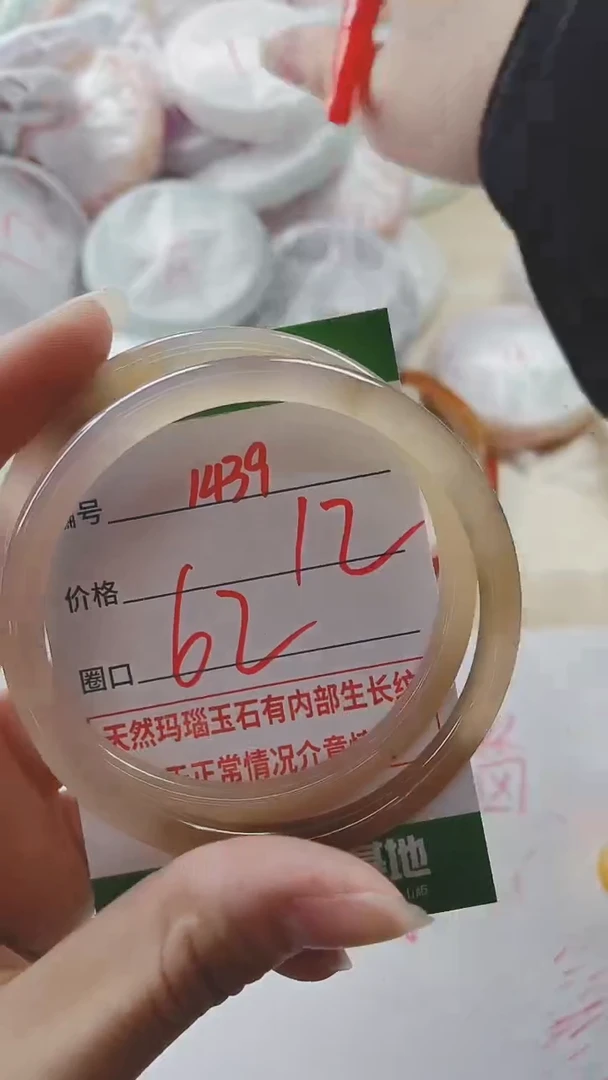 号 1439
价格 12
圈口 62
天然玛瑙玉石有内部生长纹
正常情况介意
基地